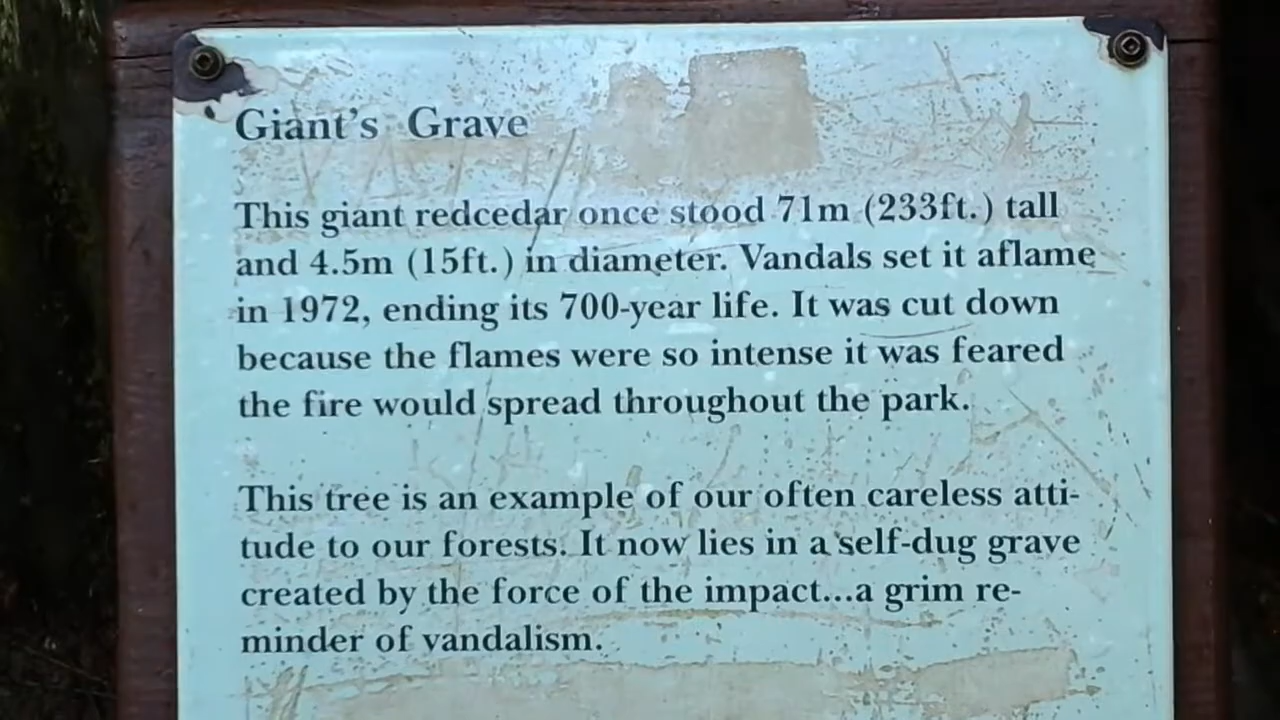 Giant's Grave
This giant redcedar once stood 71m (233ft.) tall
and 4.5m (15ft.) in diameter. Vandals set it aflame
in 1972, ending its 700-year life. It was cut down
because the flames were so intense it was feared
the fire would spread throughout the park.
This tree is an example of our often careless atti-
tude to our forests. It now lies in a self-dug grave
created by the force of the impact...a grim re-
minder of vandalism.